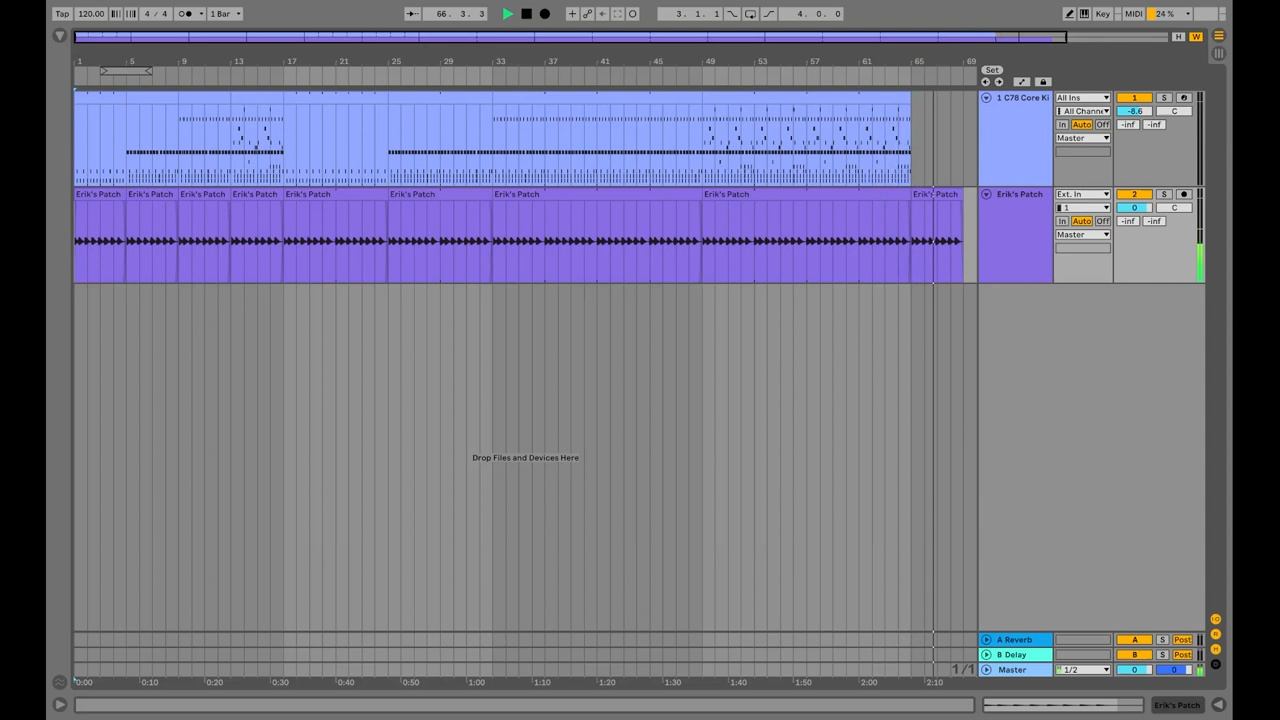 Tap 120.00 4 / 4 1 Bar 66. 3. 3 3. 1. 1 4. 0. 0 Key MIDI 24 %
H W
1 5 9 13 17 21 25 29 33 37 41 45 49 53 57 61 65 69
Set
1 C78 Core Ki All Ins 1 S
All Channe -8.6 C
In Auto Off -inf -inf
Master
Erik's Patch Erik's Patch Erik's Patch Erik's Patch Erik's Patch Erik's Patch Erik's Patch Erik's Patch Erik's Patch Erik's Patch Ext. In 2 S
1 0 C
In Auto Off -inf -inf
Master
Drop Files and Devices Here
A Reverb A S Post
B Delay B S Post
1/1 Master 1/2 0 0
0:00 0:10 0:20 0:30 0:40 0:50 1:00 1:10 1:20 1:30 1:40 1:50 2:00 2:10
Erik's Patch